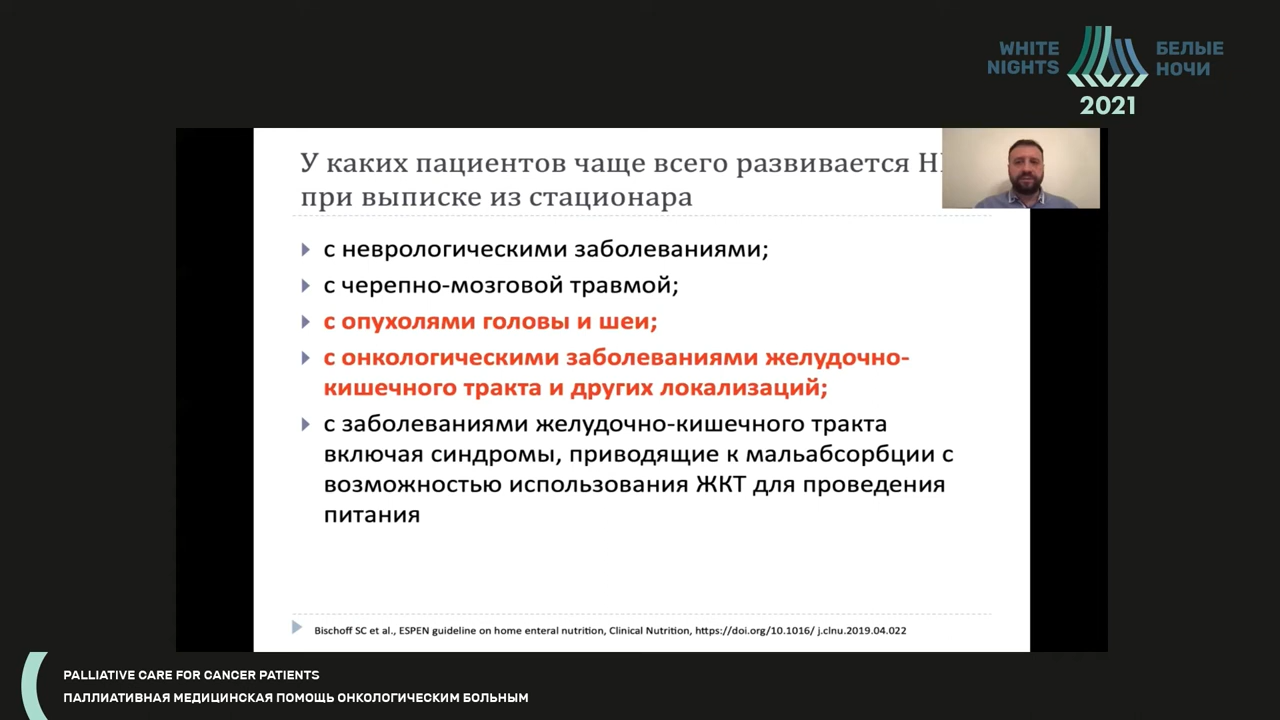 WHITE NIGHTS
БЕЛЫЕ НОЧИ
2021
У каких пациентов чаще всего развивается
при выписке из стационара
с неврологическими заболеваниями;
с черепно-мозговой травмой;
с опухолями головы и шеи;
с онкологическими заболеваниями желудочно-
кишечного тракта и других локализаций;
с заболеваниями желудочно-кишечного тракта
включая синдромы, приводящие к мальабсорбции с
возможностью использования ЖКТ для проведения
питания
Bischoff SC et al., ESPEN guideline on home enteral nutrition, Clinical Nutrition, https://doi.org/10.1016/ j.clnu.2019.04.022
PALLIATIVE CARE FOR CANCER PATIENTS
ПАЛЛИАТИВНАЯ МЕДИЦИНСКАЯ ПОМОЩЬ ОНКОЛОГИЧЕСКИМ БОЛЬНЫМ